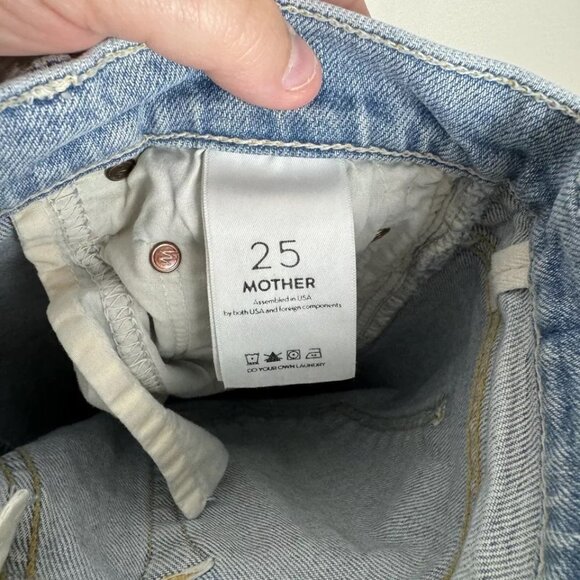 25
MOTHER
Assembled in USA
by both USA and foreign components
DO YOUR OWN LAUNDRY